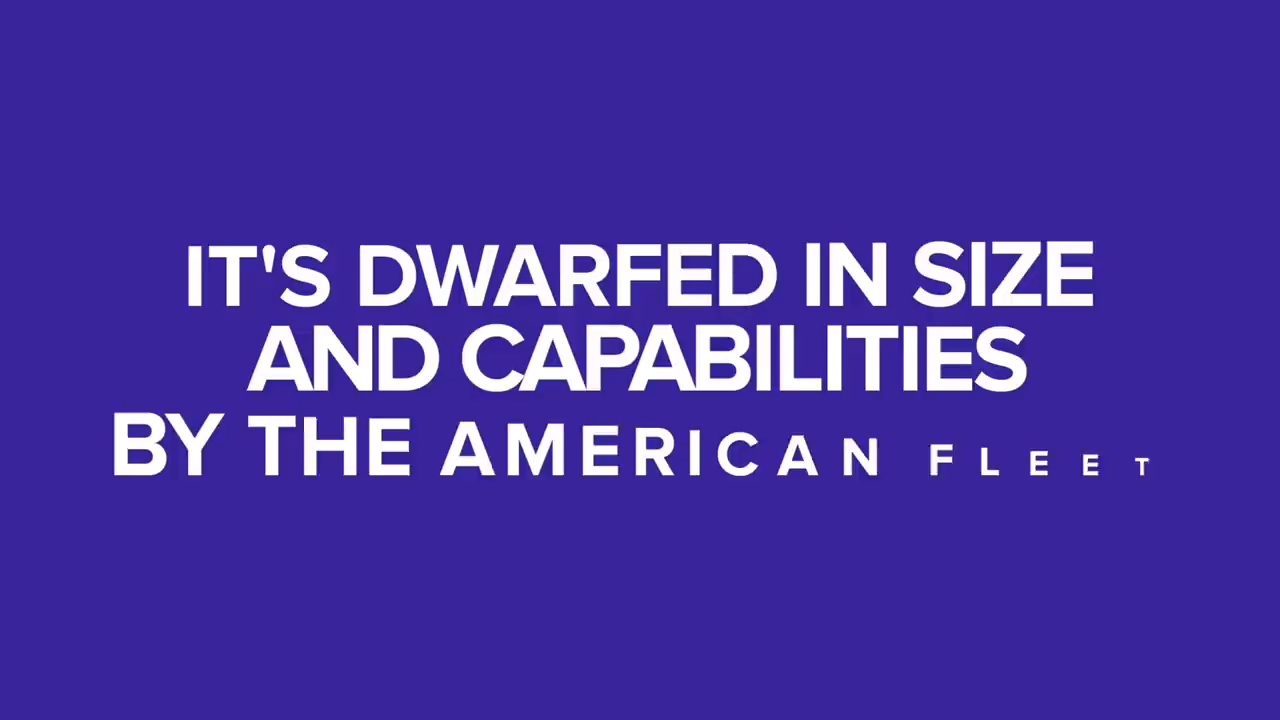 IT'S DWARFED IN SIZE
AND CAPABILITIES
BY THE AMERICAN FLEET